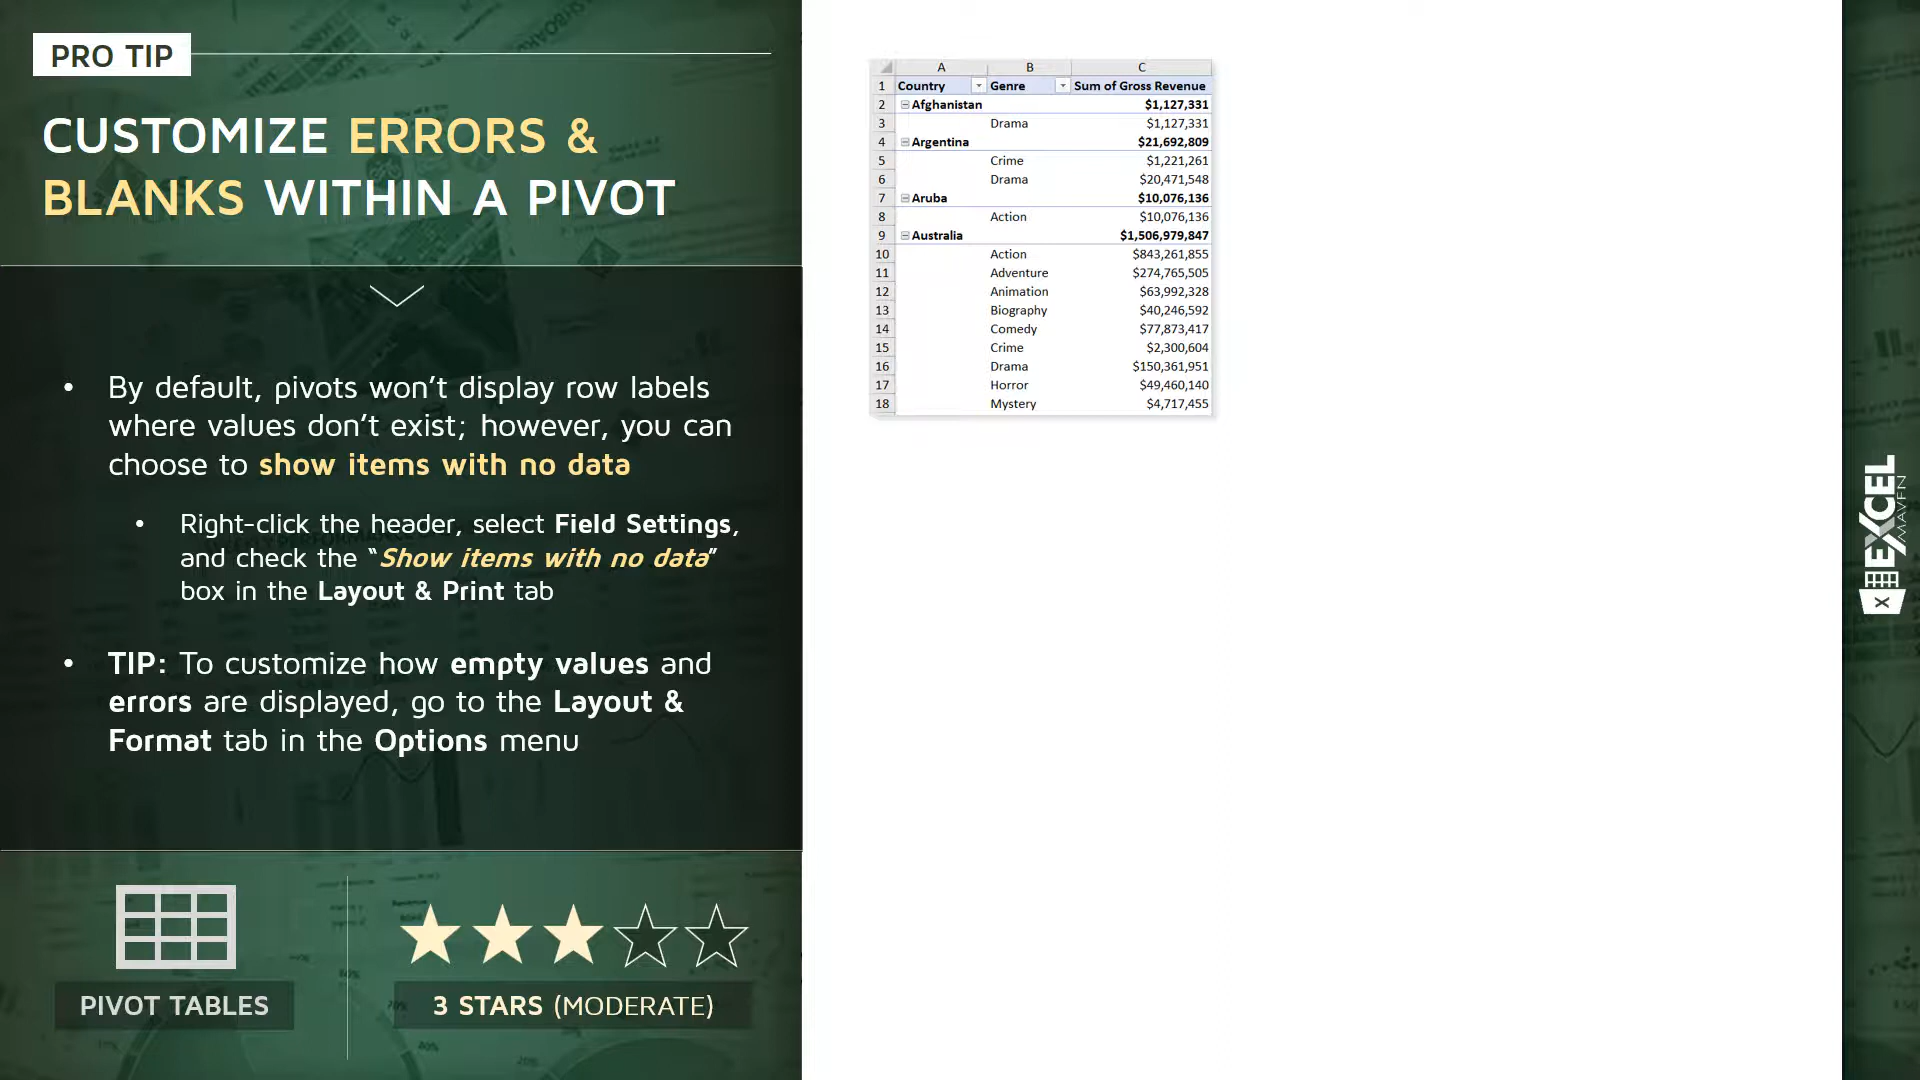 PRO TIP
CUSTOMIZE ERRORS &
BLANKS WITHIN A PIVOT
• By default, pivots won't display row labels
where values don't exist; however, you can
choose to show items with no data
• Right-click the header, select Field Settings,
and check the “Show items with no data”
box in the Layout & Print tab
• TIP: To customize how empty values and
errors are displayed, go to the Layout &
Format tab in the Options menu
PIVOT TABLES
3 STARS (MODERATE)
A B C
1 Country Genre Sum of Gross Revenue
2 Afghanistan $1,127,331
3 Drama $1,127,331
4 Argentina $21,692,809
5 Crime $1,221,261
6 Drama $20,471,548
7 Aruba $10,076,136
8 Action $10,076,136
9 Australia $1,506,979,847
10 Action $843,261,855
11 Adventure $274,765,505
12 Animation $63,992,328
13 Biography $40,246,592
14 Comedy $77,873,417
15 Crime $2,300,604
16 Drama $150,361,951
17 Horror $49,460,140
18 Mystery $4,717,455
X EXCEL
MAVEN